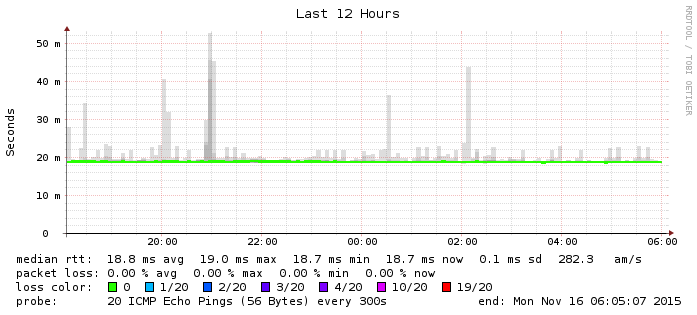 Last 12 Hours
RRDTOOL / TOBI OETIKER
Seconds
50 m
40 m
30 m
20 m
10 m
0
20:00 22:00 00:00 02:00 04:00 06:00
median rtt: 18.8 ms avg 19.0 ms max 18.7 ms min 18.7 ms now 0.1 ms sd 282.3 am/s
packet loss: 0.00 % avg 0.00 % max 0.00 % min 0.00 % now
loss color: 0 1/20 2/20 3/20 4/20 10/20 19/20
probe: 20 ICMP Echo Pings (56 Bytes) every 300s end: Mon Nov 16 06:05:07 2015